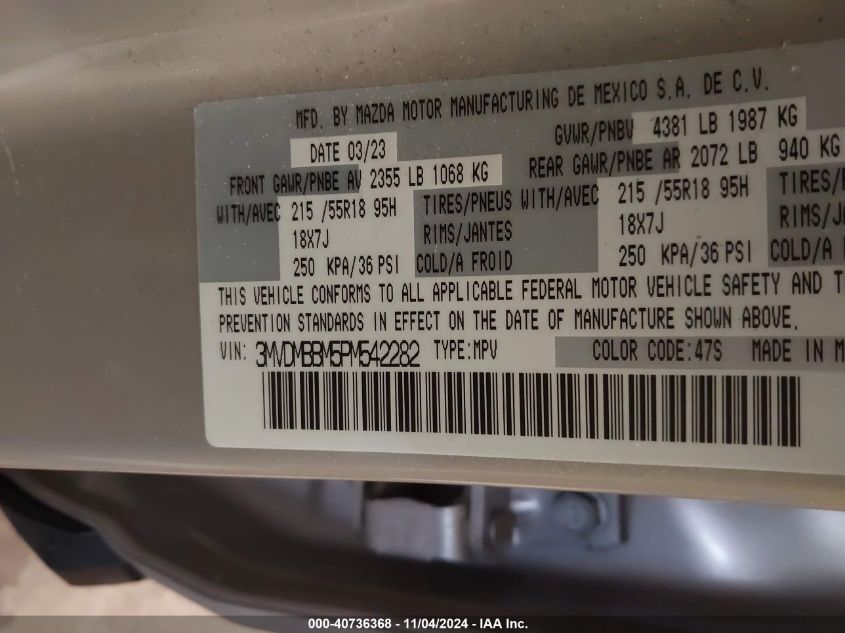 MFD. BY MAZDA MOTOR MANUFACTURING DE MEXICO S.A. DE C.V.
DATE 03/23 GVWR/PNBV 4381 LB 1987 KG
FRONT GAWR/PNBE AV 2355 LB 1068 KG REAR GAWR/PNBE AR 2072 LB 940 KG
WITH/AVEC 215 /55R18 95H TIRES/PNEUS WITH/AVEC 215 /55R18 95H TIRES/
18X7J RIMS/JANTES 18X7J RIMS/J
250 KPA/36 PSI COLD/A FROID 250 KPA/36 PSI COLD/A
THIS VEHICLE CONFORMS TO ALL APPLICABLE FEDERAL MOTOR VEHICLE SAFETY AND T
PREVENTION STANDARDS IN EFFECT ON THE DATE OF MANUFACTURE SHOWN ABOVE.
VIN: 3MVDMBBM5PM542282 TYPE:MPV COLOR CODE:47S MADE IN M
000-40736368 - 11/04/2024 - IAA Inc.